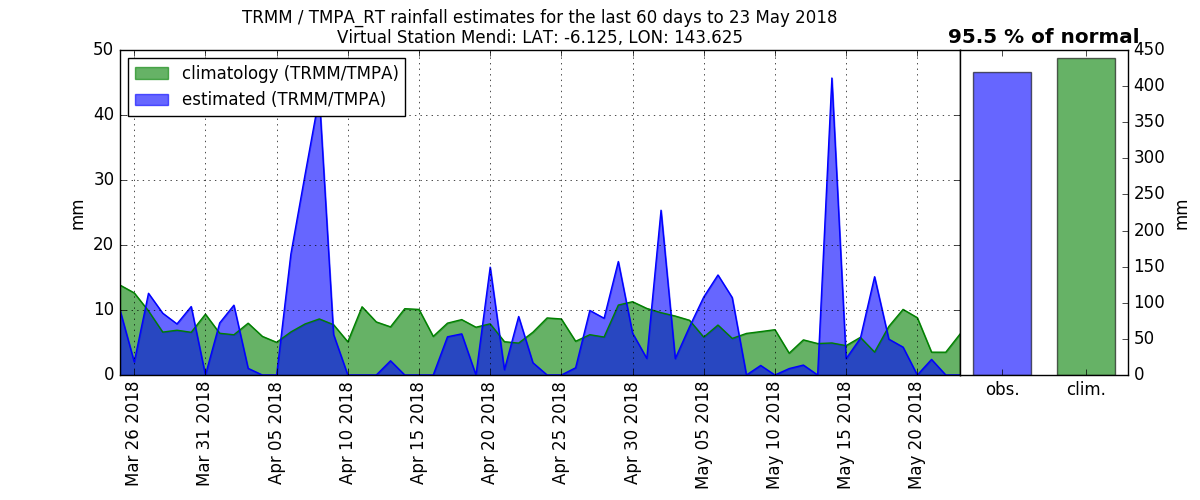 TRMM / TMPA_RT rainfall estimates for the last 60 days to 23 May 2018
Virtual Station Mendi: LAT: -6.125, LON: 143.625
95.5 % of normal
climatology (TRMM/TMPA)
estimated (TRMM/TMPA)
mm
50
40
30
20
10
0
Mar 26 2018
Mar 31 2018
Apr 05 2018
Apr 10 2018
Apr 15 2018
Apr 20 2018
Apr 25 2018
Apr 30 2018
May 05 2018
May 10 2018
May 15 2018
May 20 2018
obs.
clim.
450
400
350
300
250
200
150
100
50
0
mm